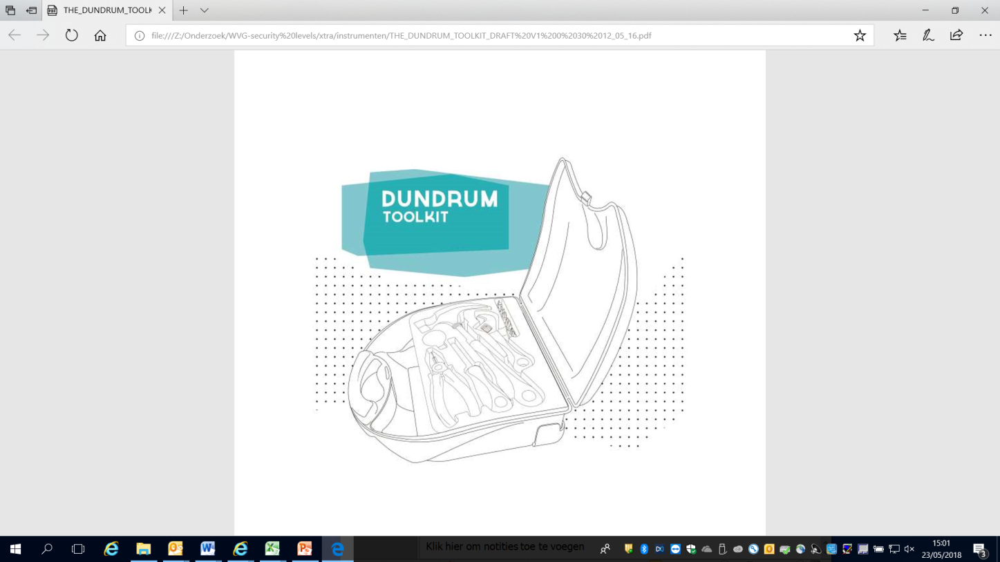 THE_DUNDRUM_TOOLK
file:///Z:/Onderzoek/WVG-security%20levels/xtra/instrumenten/THE_DUNDRUM_TOOLKIT_DRAFT%20V1%200%2030%2012_05_16.pdf
DUNDRUM
TOOLKIT
Klik hier om notities toe te voegen
15:01
23/05/2018
3